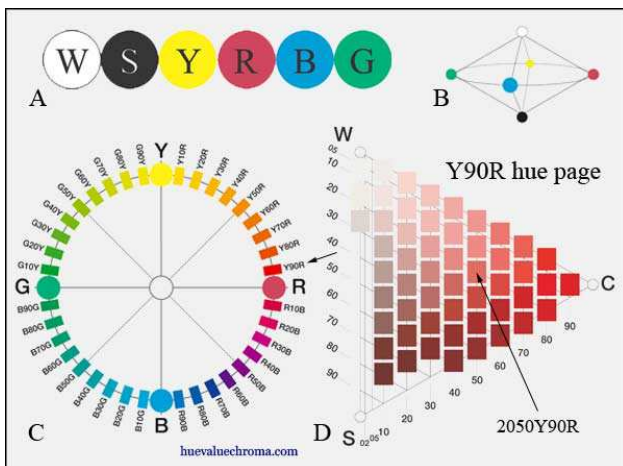 W S Y R B G
A
B
Y
G80Y G90Y Y10R Y20R
G70Y Y30R
G60Y Y40R
G50Y Y50R
G40Y Y60R
G30Y Y70R
G20Y Y80R
G10Y Y90R
G R
B90G R10B
B80G R20B
B70G R30B
B60G R40B
B50G R50B
B40G R60B
B30G R70B
B20G R80B
B10G R90B
B
C
huevaluechroma.com
W
Y90R hue page
05
10
20
30
40
50
60
70
80
90
S
C
02 05 10 20 30 40 50 60 70 80 90
D
2050Y90R